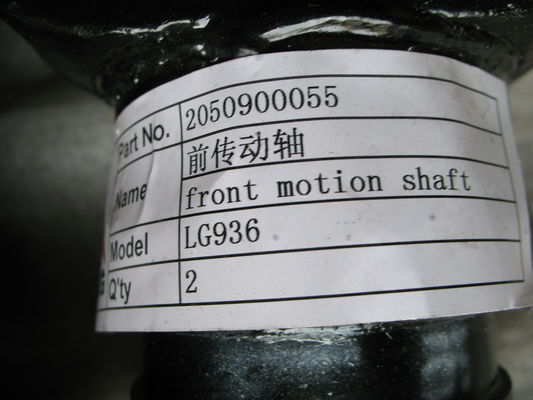 Part No. 2050900055
Name 前传动轴
front motion shaft
Model LG936
Q'ty 2